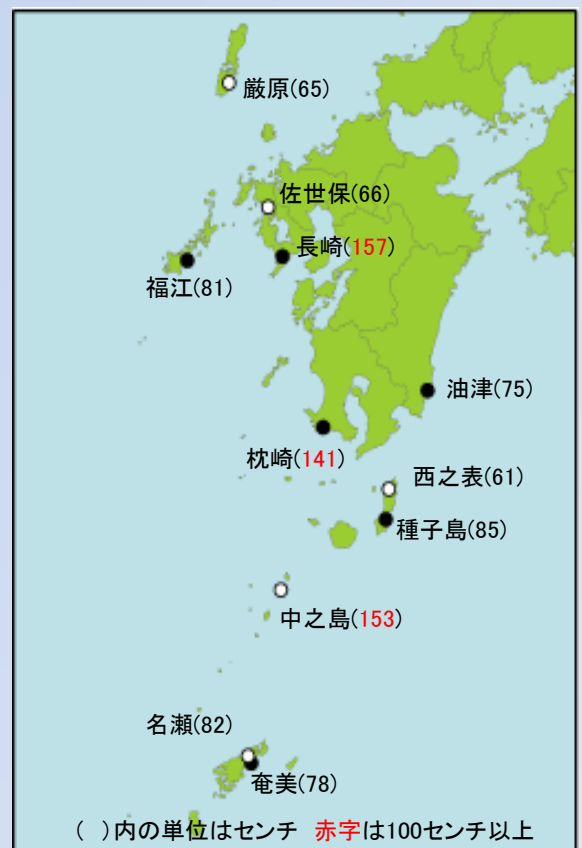 厳原(65)
佐世保(66)
長崎(157)
福江(81)
油津(75)
枕崎(141)
西之表(61)
種子島(85)
中之島(153)
名瀬(82)
奄美(78)
( )内の単位はセンチ 赤字は100センチ以上